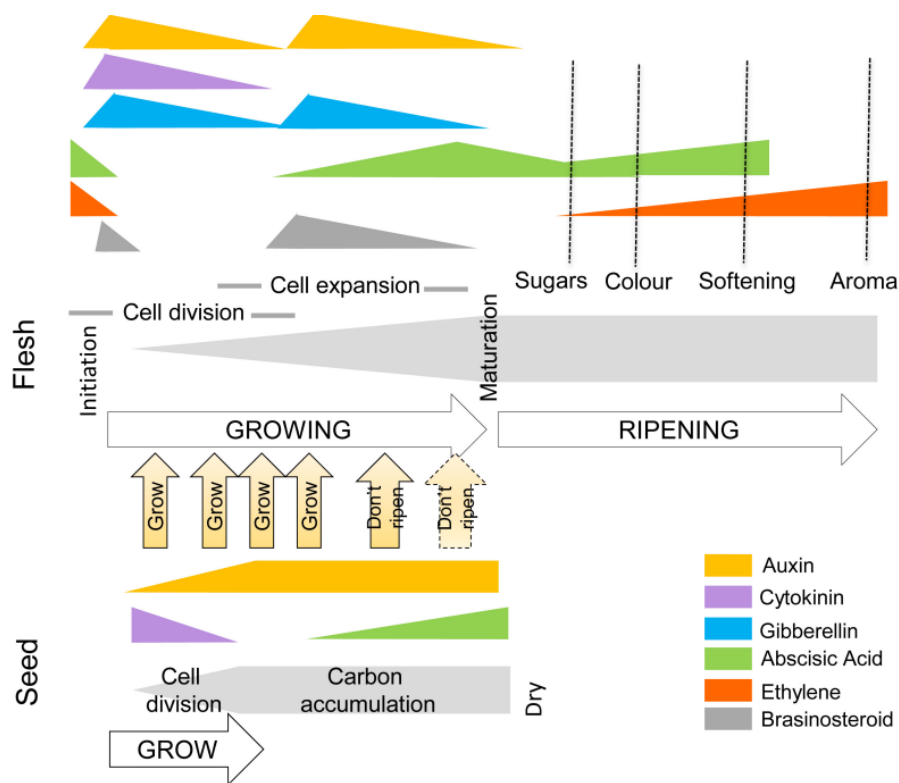 Sugars
Colour
Softening
Aroma
Cell expansion
Cell division
Flesh
Initiation
Maturation
GROWING
RIPENING
Grow
Grow
Grow
Grow
Don't
ripen
Don't
ripen
Seed
Cell
division
Carbon
accumulation
Dry
GROW
Auxin
Cytokinin
Gibberellin
Abscisic Acid
Ethylene
Brasinosteroid